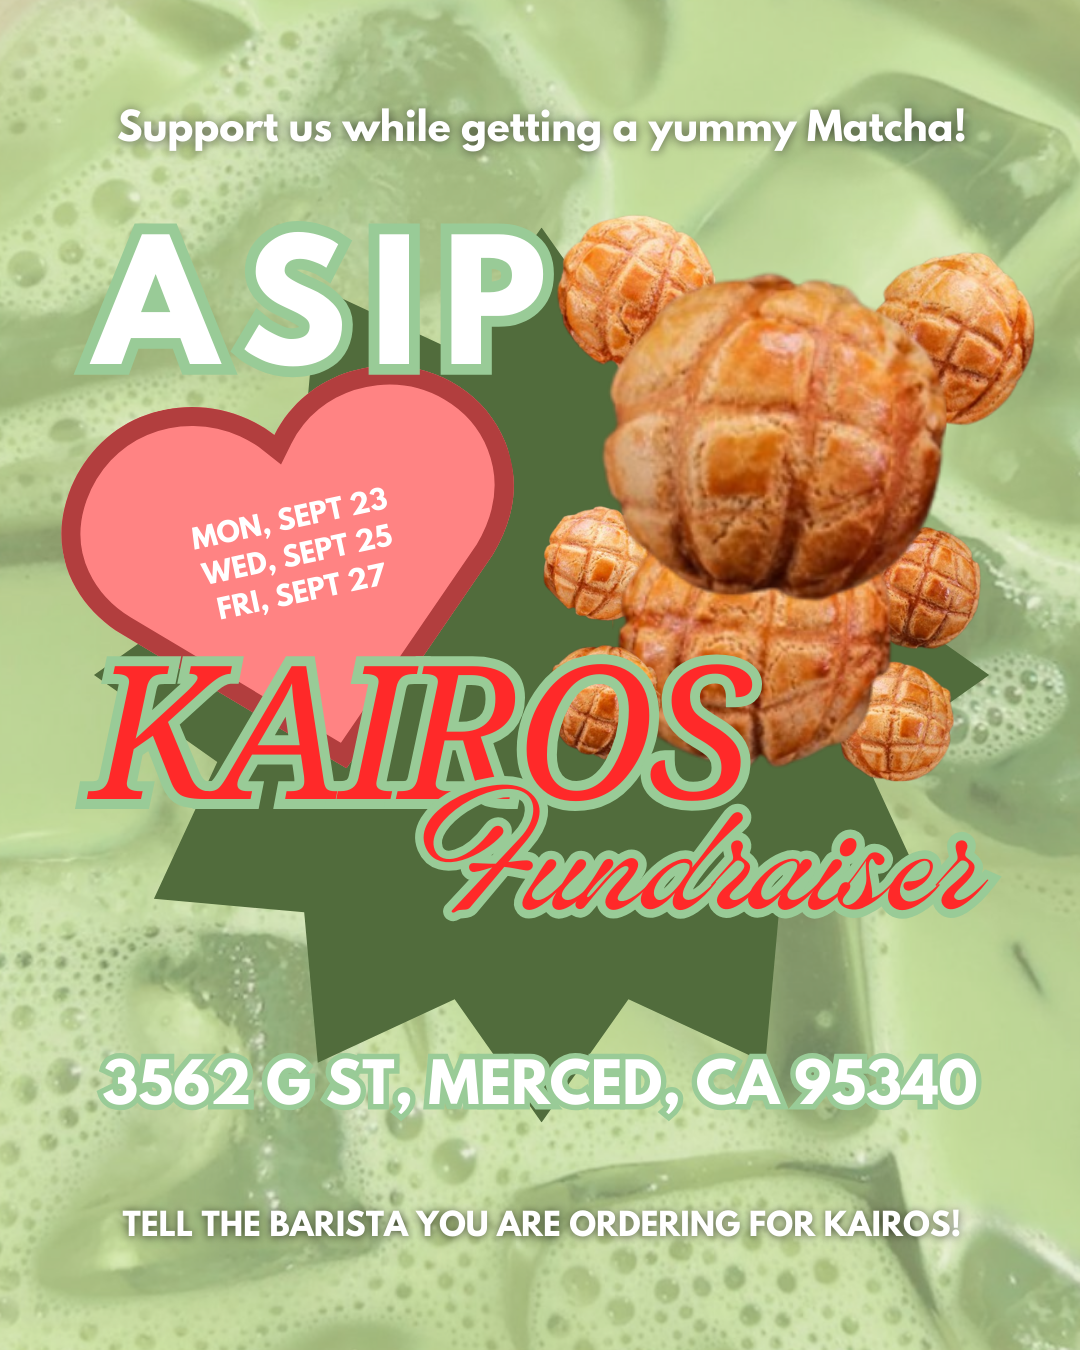 Support us while getting a yummy Matcha!
ASIP
MON, SEPT 23
WED, SEPT 25
FRI, SEPT 27
KAIROS
Fundraiser
3562 G ST, MERCED, CA 95340
TELL THE BARISTA YOU ARE ORDERING FOR KAIROS!